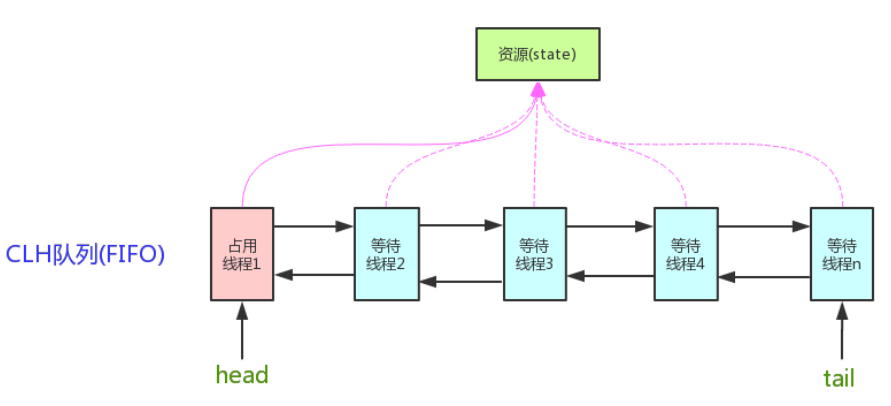 资源(state)
CLH队列(FIFO)
占用
线程1
等待
线程2
等待
线程3
等待
线程4
等待
线程n
head
tail